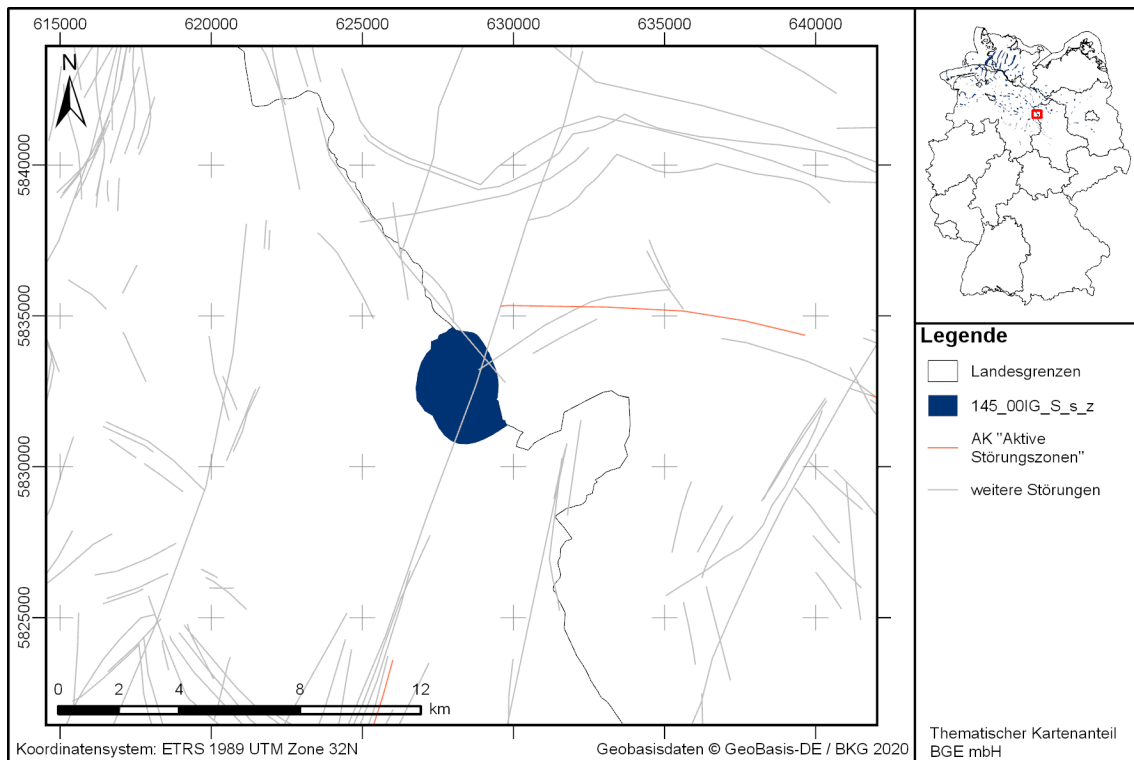 615000 620000 625000 630000 635000 640000
N
5840000
5835000
5830000
5825000
0 2 4 8 12
km
Koordinatensystem: ETRS 1989 UTM Zone 32N
Geobasisdaten © GeoBasis-DE / BKG 2020
Legende
Landesgrenzen
145_00IG_S_s_z
AK "Aktive
Störungszonen"
weitere Störungen
Thematischer Kartenanteil
BGE mbH